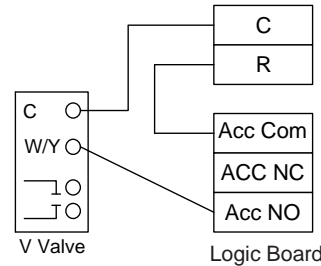 C
R
C
W/Y
Acc Com
ACC NC
Acc NO
V Valve
Logic Board